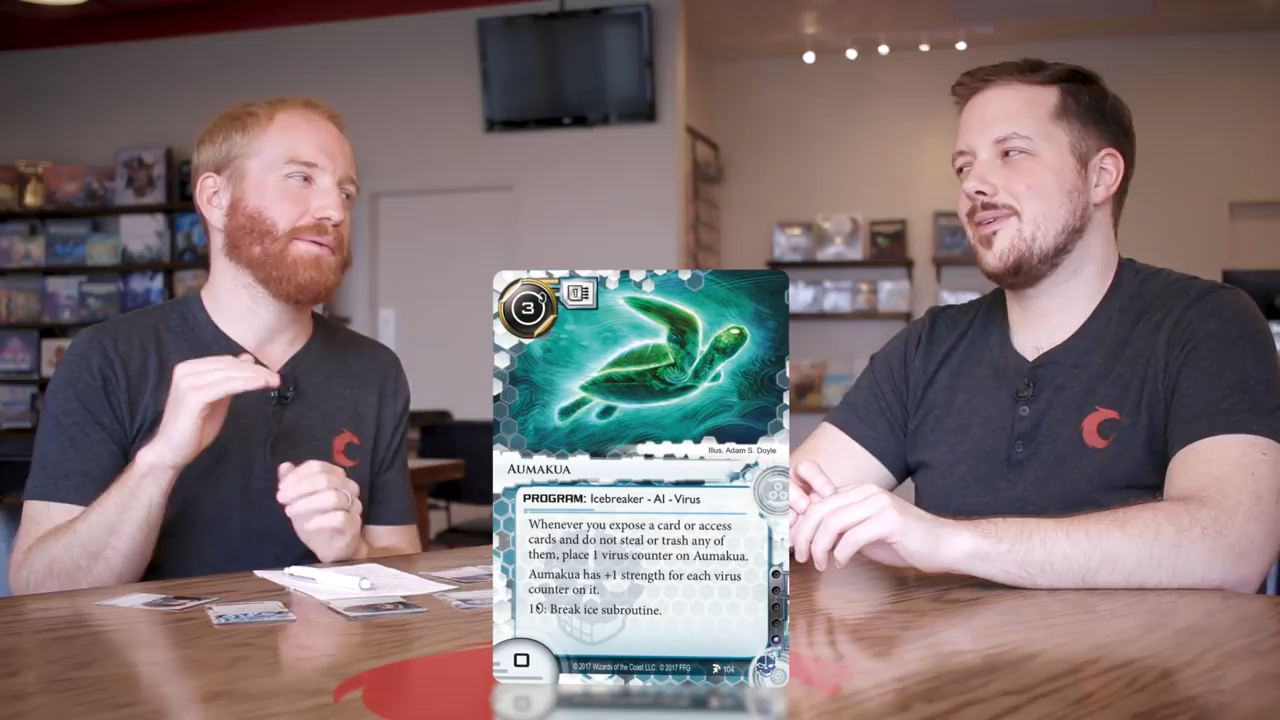 3
1
Illus. Adam S. Doyle
AUMAKUA
PROGRAM: Icebreaker - AI - Virus
Whenever you expose a card or access
cards and do not steal or trash any of
them, place 1 virus counter on Aumakua.
Aumakua has +1 strength for each virus
counter on it.
1: Break ice subroutine.
0
© 2017 Wizards of the Coast LLC. © 2017 FFG
104